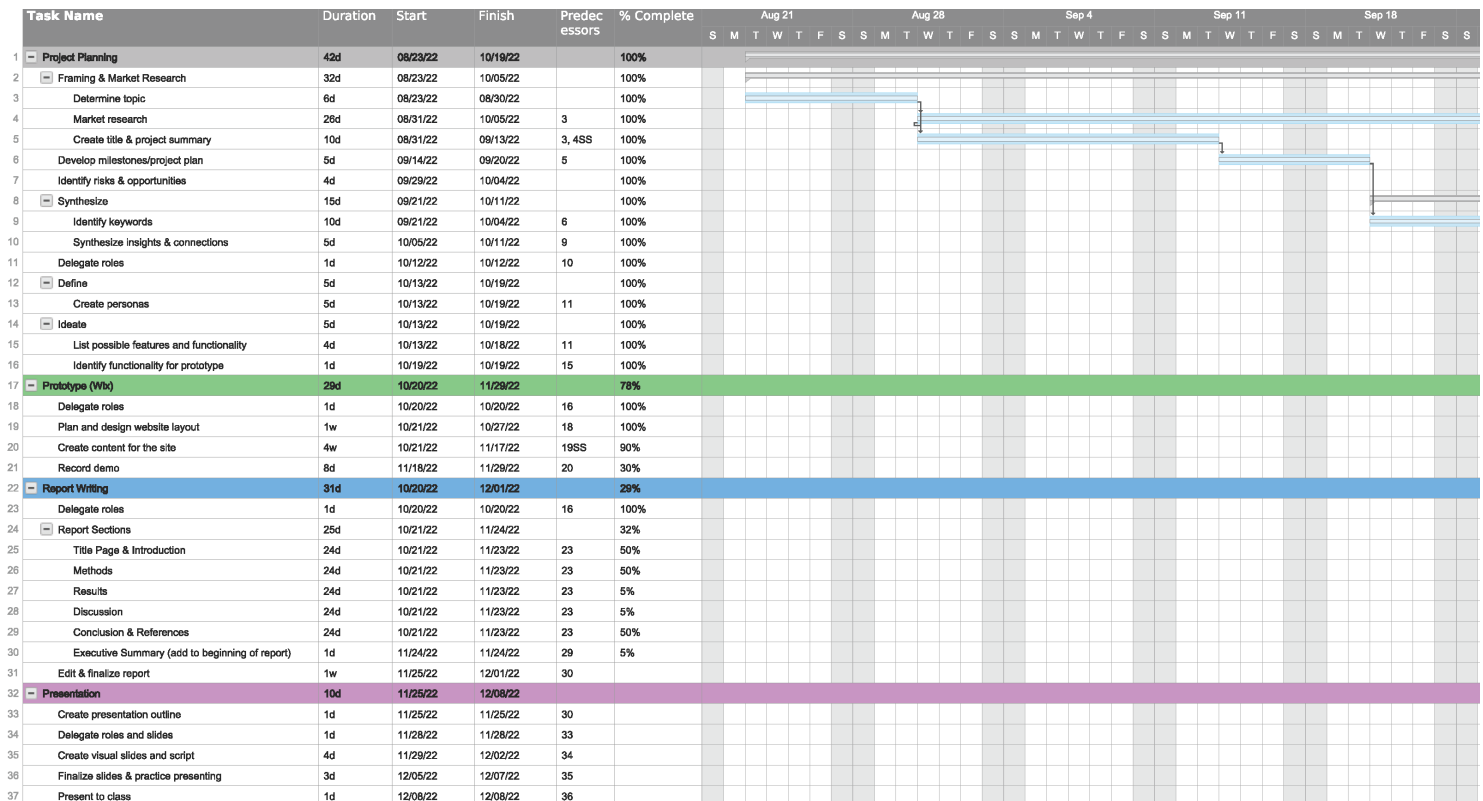 Task Name Duration Start Finish Predec essors % Complete Aug 21 Aug 28 Sep 4 Sep 11 Sep 18
S M T W T F S S M T W T F S S M T W T F S S M T W T F S S M T W T F S S
1 Project Planning 42d 08/23/22 10/19/22 100%
2 Framing & Market Research 32d 08/23/22 10/05/22 100%
3 Determine topic 6d 08/23/22 08/30/22 100%
4 Market research 26d 08/31/22 10/05/22 3 100%
5 Create title & project summary 10d 08/31/22 09/13/22 3, 4SS 100%
6 Develop milestones/project plan 5d 09/14/22 09/20/22 5 100%
7 Identify risks & opportunities 4d 09/29/22 10/04/22 100%
8 Synthesize 15d 09/21/22 10/11/22 100%
9 Identify keywords 10d 09/21/22 10/04/22 6 100%
10 Synthesize insights & connections 5d 10/05/22 10/11/22 9 100%
11 Delegate roles 1d 10/12/22 10/12/22 10 100%
12 Define 5d 10/13/22 10/19/22 100%
13 Create personas 5d 10/13/22 10/19/22 11 100%
14 Ideate 5d 10/13/22 10/19/22 100%
15 List possible features and functionality 4d 10/13/22 10/18/22 11 100%
16 Identify functionality for prototype 1d 10/19/22 10/19/22 15 100%
17 Prototype (Wix) 29d 10/20/22 11/29/22 78%
18 Delegate roles 1d 10/20/22 10/20/22 16 100%
19 Plan and design website layout 1w 10/21/22 10/27/22 18 100%
20 Create content for the site 4w 10/21/22 11/17/22 19SS 90%
21 Record demo 8d 11/18/22 11/29/22 20 30%
22 Report Writing 31d 10/20/22 12/01/22 29%
23 Delegate roles 1d 10/20/22 10/20/22 16 100%
24 Report Sections 25d 10/21/22 11/24/22 32%
25 Title Page & Introduction 24d 10/21/22 11/23/22 23 50%
26 Methods 24d 10/21/22 11/23/22 23 50%
27 Results 24d 10/21/22 11/23/22 23 5%
28 Discussion 24d 10/21/22 11/23/22 23 5%
29 Conclusion & References 24d 10/21/22 11/23/22 23 50%
30 Executive Summary (add to beginning of report) 1d 11/24/22 11/24/22 29 5%
31 Edit & finalize report 1w 11/25/22 12/01/22 30
32 Presentation 10d 11/25/22 12/08/22
33 Create presentation outline 1d 11/25/22 11/25/22 30
34 Delegate roles and slides 1d 11/28/22 11/28/22 33
35 Create visual slides and script 4d 11/29/22 12/02/22 34
36 Finalize slides & practice presenting 3d 12/05/22 12/07/22 35
37 Present to class 1d 12/08/22 12/08/22 36